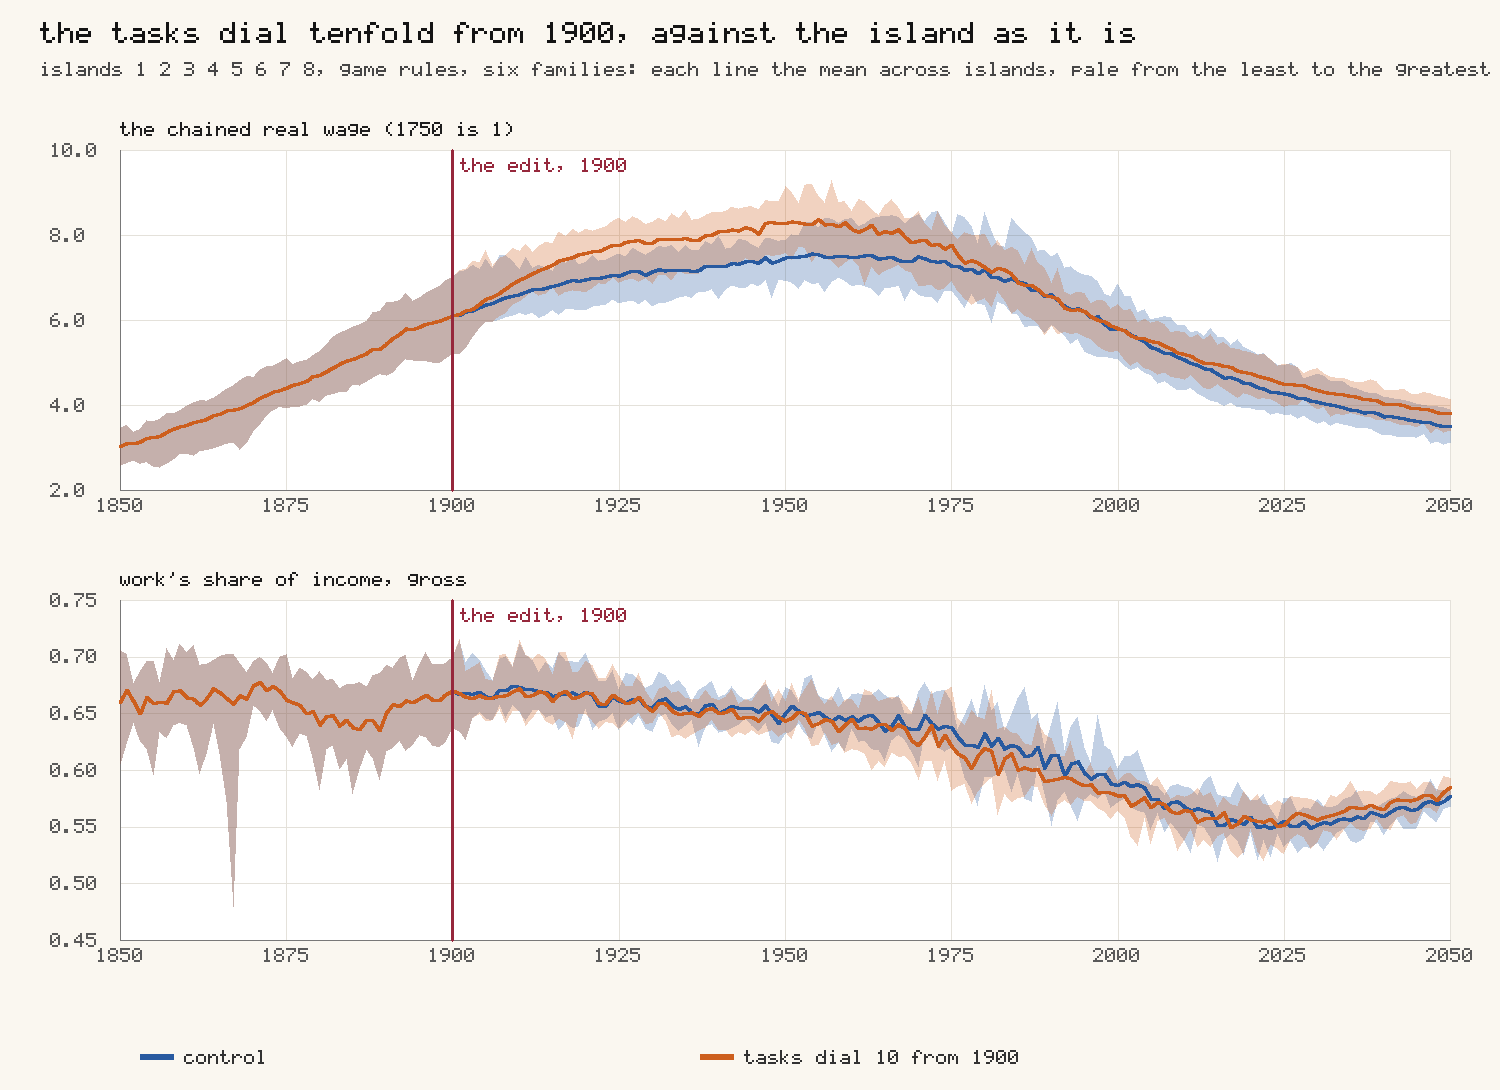 the tasks dial tenfold from 1900, against the island as it is
islands 1 2 3 4 5 6 7 8, game rules, six families: each line the mean across islands, pale from the least to the greatest
the chained real wage (1750 is 1)
10.0
the edit, 1900
8.0
6.0
4.0
2.0
1850 1875 1900 1925 1950 1975 2000 2025 2050
work's share of income, gross
0.75
the edit, 1900
0.70
0.65
0.60
0.55
0.50
0.45
1850 1875 1900 1925 1950 1975 2000 2025 2050
control tasks dial 10 from 1900